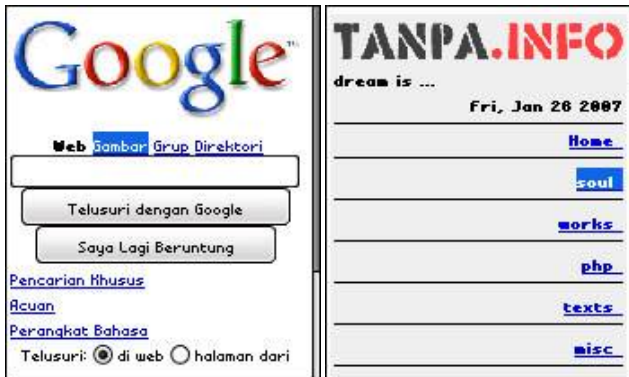 Google™
Web Gambar Grup Direktori
Telusuri dengan Google
Saya Lagi Beruntung
Pencarian Khusus
Acuan
Perangkat Bahasa
Telusuri: di web halaman dari
TANPA.INFO
dream is ...
Fri, Jan 26 2007
Home
soul
works
php
texts
misc